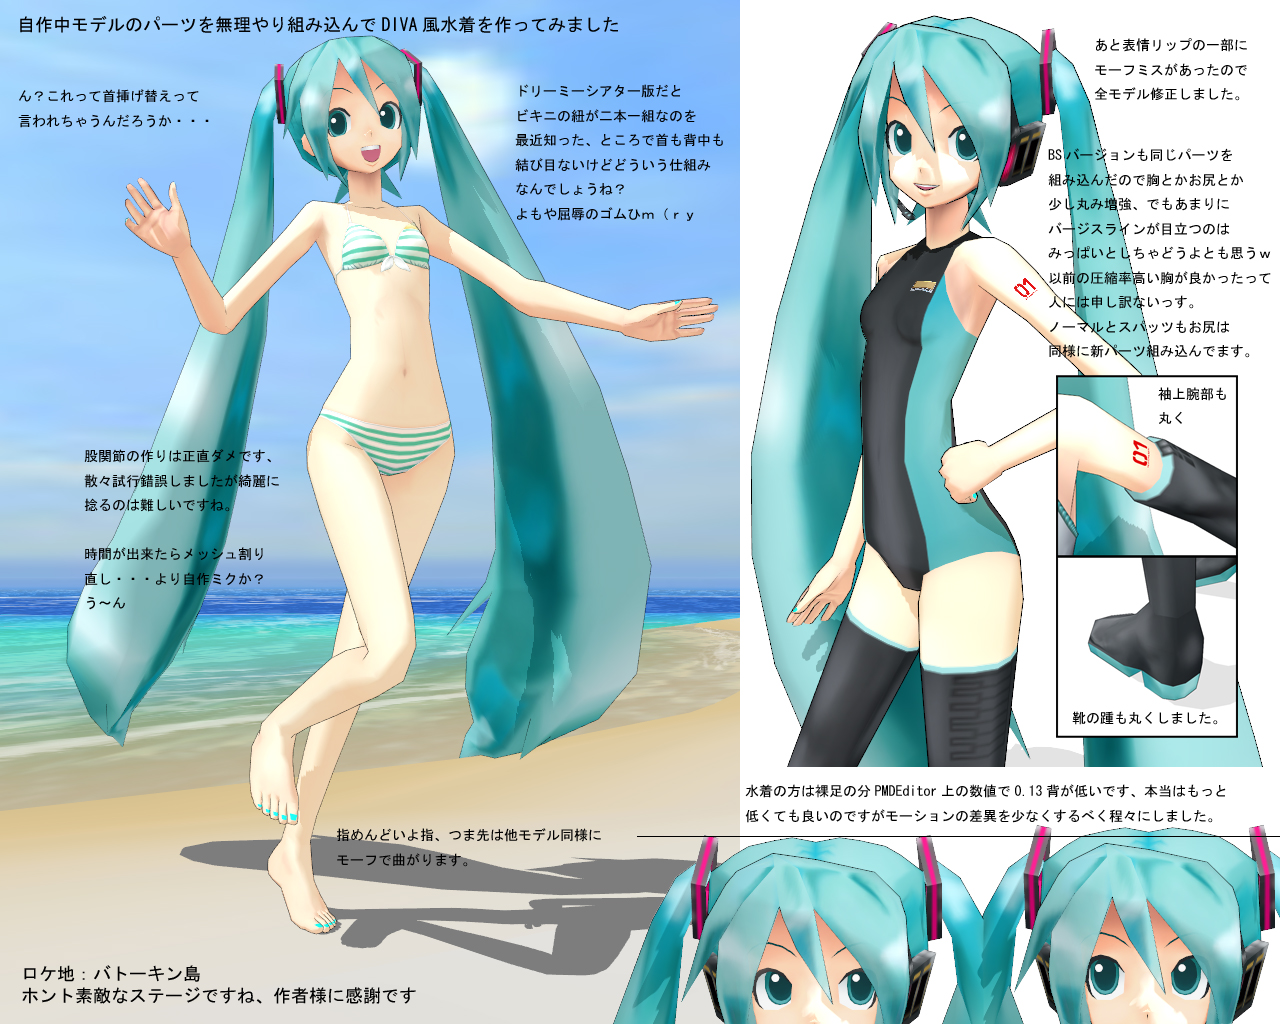 自作中モデルのパーツを無理やり組み込んでDIVA風水着を作ってみました
ん？これって首挿げ替えって
言われちゃうんだろうか・・・
ドリーミーシアター版だと
ビキニの紐が二本一組なのを
最近知った、ところで首も背中も
結び目ないけどどういう仕組み
なんでしょうね？
よもや屈辱のゴムひｍ（ｒｙ
股関節の作りは正直ダメです、
散々試行錯誤しましたが綺麗に
捻るのは難しいですね。
時間が出来たらメッシュ割り
直し・・・より自作ミクか？
う～ん
指めんどいよ指、つま先は他モデル同様に
モーフで曲がります。
ロケ地：バトーキン島
ホント素敵なステージですね、作者様に感謝です
あと表情リップの一部に
モーフミスがあったので
全モデル修正しました。
BSバージョンも同じパーツを
組み込んだので胸とかお尻とか
少し丸み増強、でもあまりに
バージスラインが目立つのは
みっぱいとしちゃどうよとも思うｗ
以前の圧縮率高い胸が良かったって
人には申し訳ないっす。
ノーマルとスパッツもお尻は
同様に新パーツ組み込んでます。
01
袖上腕部も
丸く
01
靴の踵も丸くしました。
水着の方は裸足の分PMDEditor上の数値で0.13背が低いです、本当はもっと
低くても良いのですがモーションの差異を少なくするべく程々にしました。